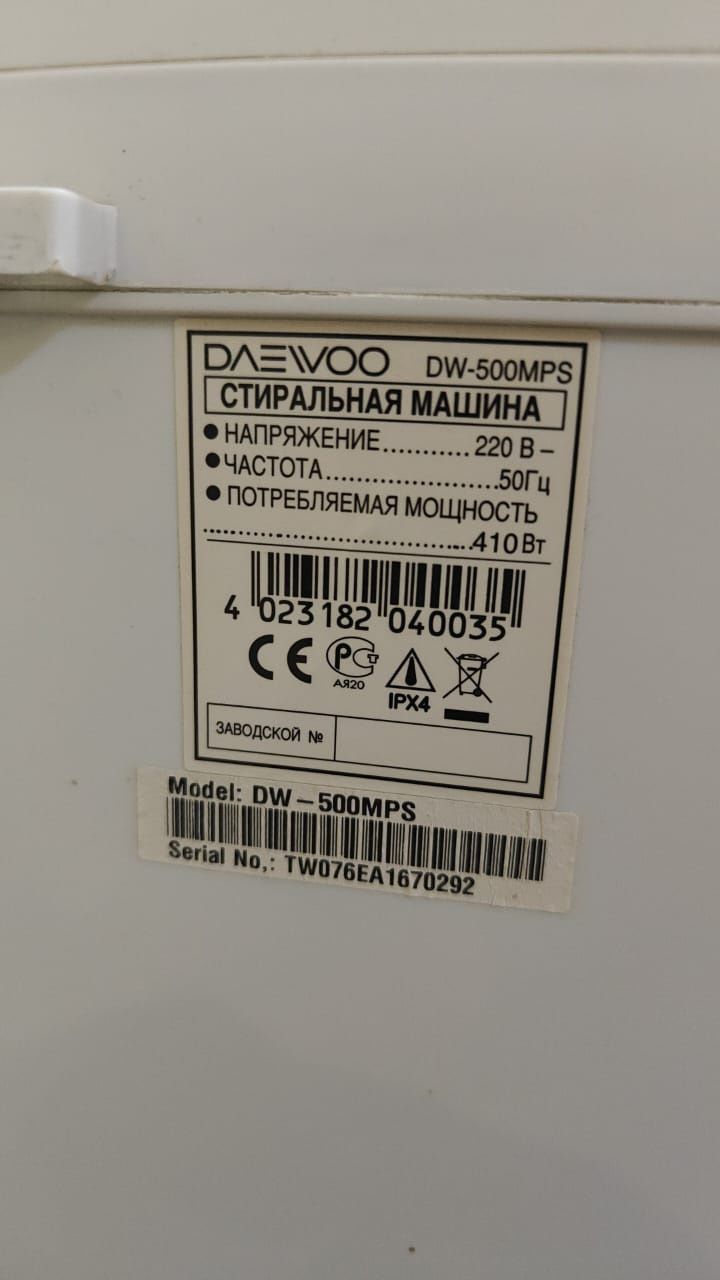 DAEWOO DW-500MPS
СТИРАЛЬНАЯ МАШИНА
● НАПРЯЖЕНИЕ..........220 В –
● ЧАСТОТА....................50Гц
● ПОТРЕБЛЯЕМАЯ МОЩНОСТЬ
........................................410Вт
4 023182 040035
CE РСТ IPX4
АЯ20
ЗАВОДСКОЙ №
Model: DW–500MPS
Serial No,: TW076EA1670292